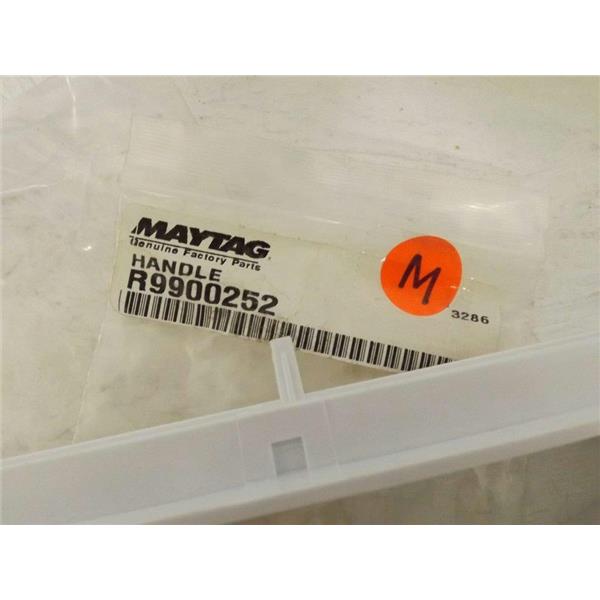 MAYTAG
Genuine Factory Parts
HANDLE
R9900252
3286
M